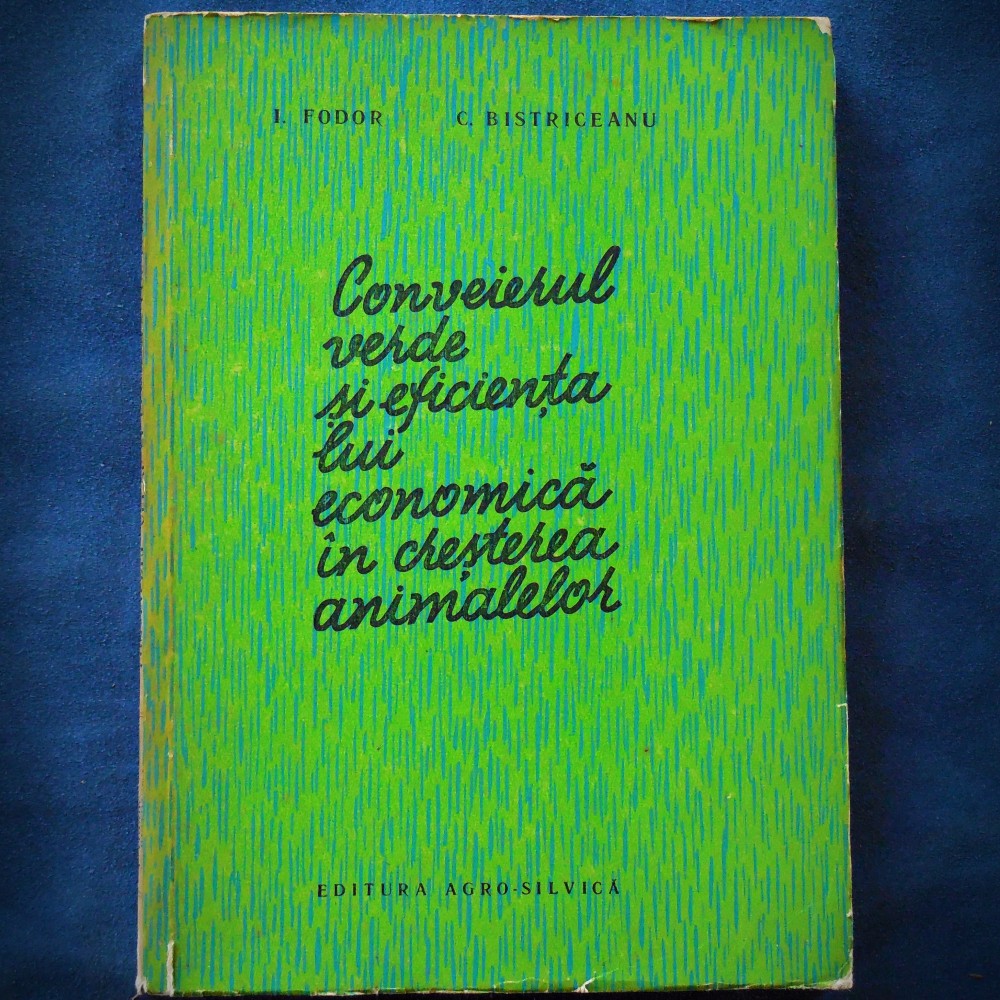 I. FODOR C. BISTRICEANU
Conveierul
verde
și eficiența
lui
economică
în creșterea
animalelor
EDITURA AGRO-SILVICĂ